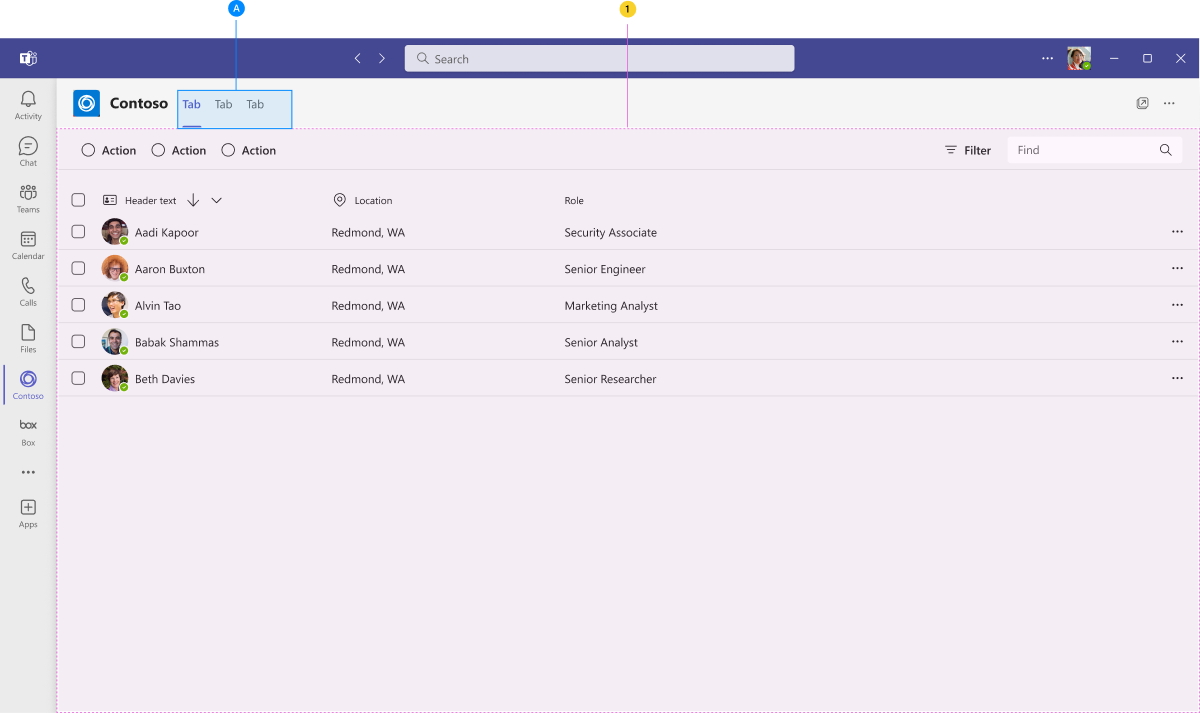 A 1
Search
Contoso Tab Tab Tab
Activity
Chat
Teams
Calendar
Calls
Files
Contoso
box
Box
Apps
Action Action Action Filter Find
Header text Location Role
Aadi Kapoor Redmond, WA Security Associate
Aaron Buxton Redmond, WA Senior Engineer
Alvin Tao Redmond, WA Marketing Analyst
Babak Shammas Redmond, WA Senior Analyst
Beth Davies Redmond, WA Senior Researcher